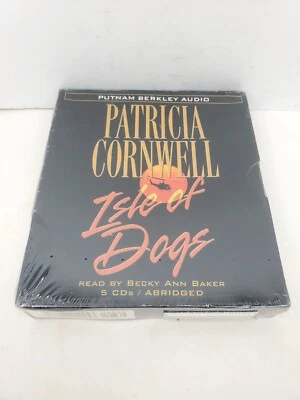 PUTNAM BERKLEY AUDIO
PATRICIA
CORNWELL
Isle of
Dogs
READ BY BECKY ANN BAKER
5 CDs / ABRIDGED